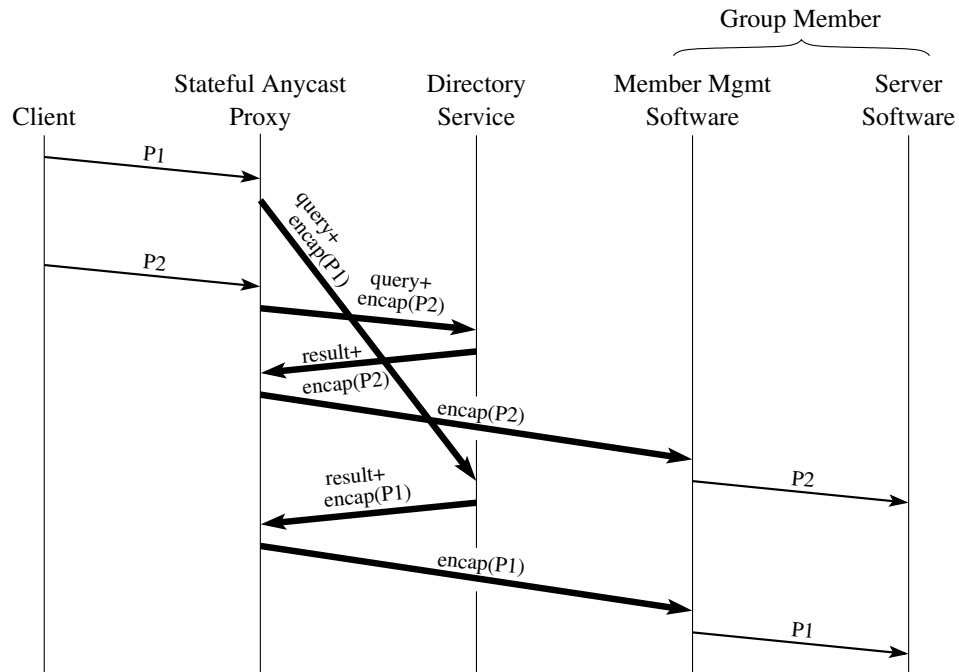 Group Member
Stateful Anycast
Directory
Member Mgmt
Server
Client
Proxy
Service
Software
Software
P1
query+
encap(P1)
P2
query+
encap(P2)
result+
encap(P2)
encap(P2)
P2
result+
encap(P1)
encap(P1)
P1